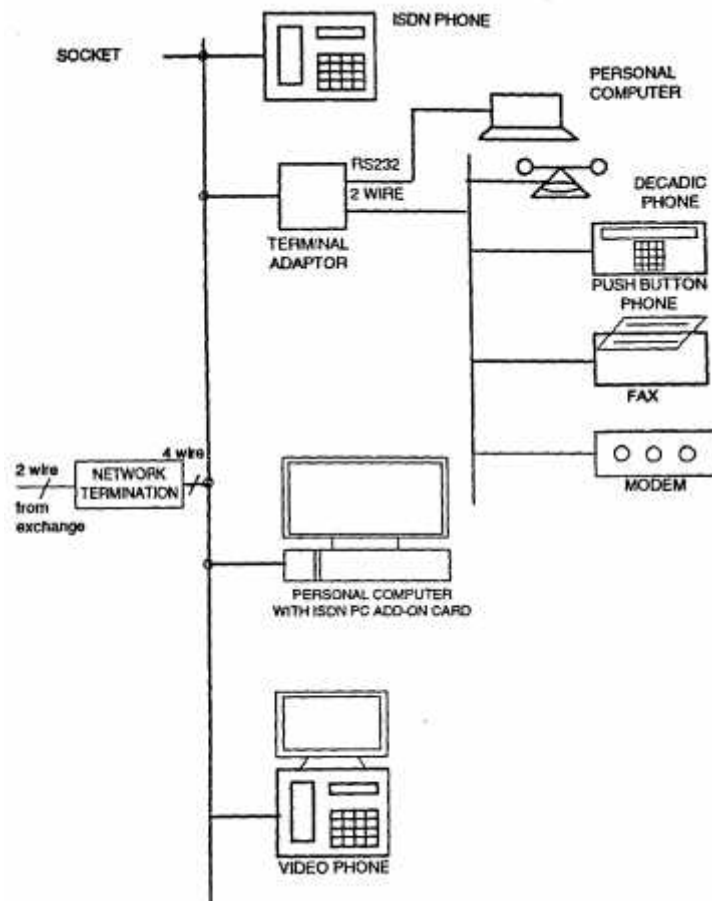 ISDN PHONE
SOCKET
PERSONAL
COMPUTER
RS232
2 WIRE
DECADIC
PHONE
TERMINAL
ADAPTOR
PUSH BUTTON
PHONE
FAX
4 wire
2 wire
NETWORK
TERMINATION
from
exchange
MODEM
PERSONAL COMPUTER
WITH ISDN PC ADD-ON CARD
VIDEO PHONE